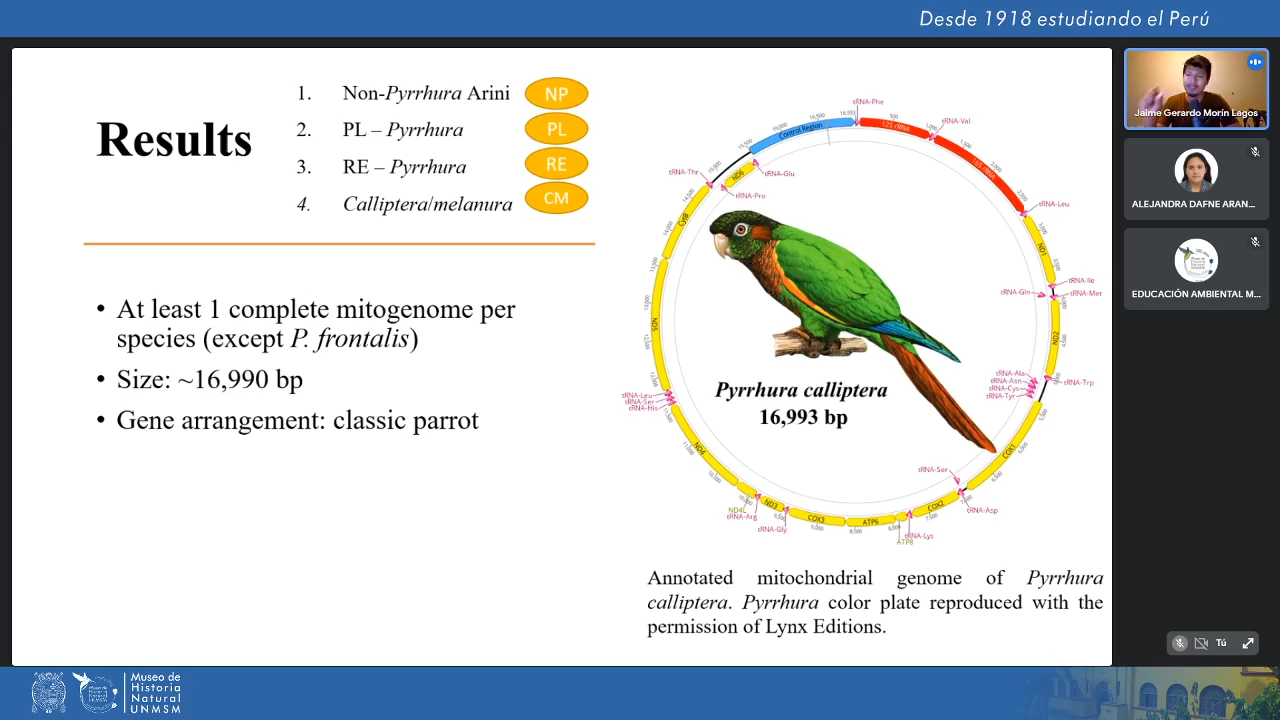 Desde 1918 estudiando el Perú
Results
1. Non-Pyrrhura Arini NP
2. PL – Pyrrhura PL
3. RE – Pyrrhura RE
4. Calliptera/melanura CM
• At least 1 complete mitogenome per
species (except P. frontalis)
• Size: ~16,990 bp
• Gene arrangement: classic parrot
tRNA-Phe
12S rRNA
tRNA-Val
16S rRNA
tRNA-Leu
ND1
tRNA-Ile
tRNA-Gln
tRNA-Met
ND2
tRNA-Trp
tRNA-Ala
tRNA-Asn
tRNA-Cys
tRNA-Tyr
COX1
tRNA-Ser
tRNA-Asp
COX2
tRNA-Lys
ATP8
ATP6
COX3
tRNA-Gly
ND3
tRNA-Arg
ND4L
ND4
tRNA-His
tRNA-Ser
tRNA-Leu
ND5
CytB
tRNA-Thr
tRNA-Pro
ND6
tRNA-Glu
Control Region
Pyrrhura calliptera
16,993 bp
Annotated mitochondrial genome of Pyrrhura
calliptera. Pyrrhura color plate reproduced with the
permission of Lynx Editions.
Jaime Gerardo Morín Lagos
ALEJANDRA DAFNE ARAN...
EDUCACIÓN AMBIENTAL M...
Tú
Museo de
Historia
Natural
UNMSM